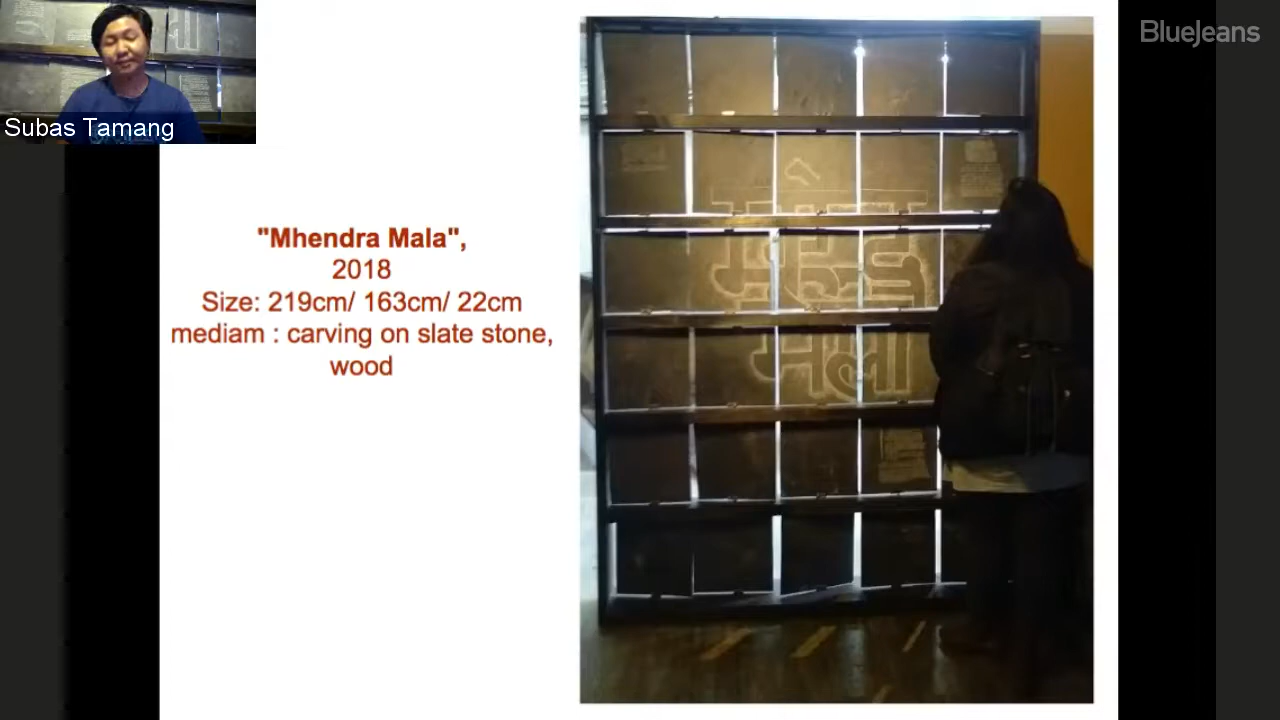 BlueJeans
Subas Tamang
"Mhendra Mala",
2018
Size: 219cm/ 163cm/ 22cm
mediam : carving on slate stone,
wood
माला